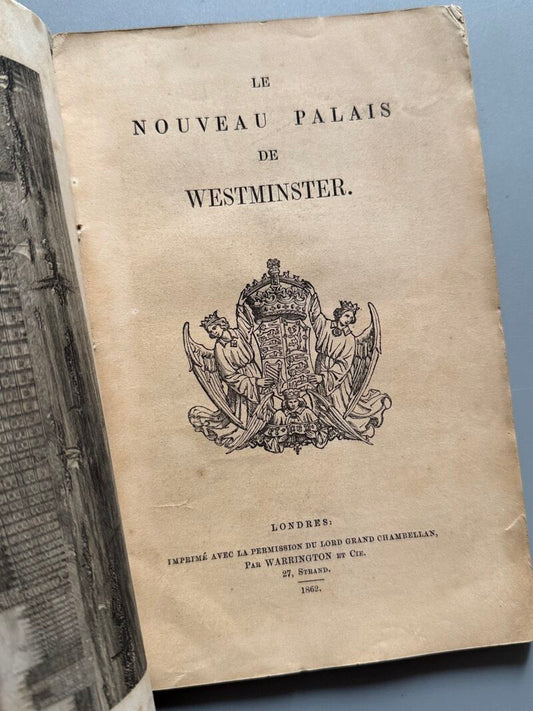 LE
NOUVEAU PALAIS
DE
WESTMINSTER.
LONDRES:
IMPRIMÉ AVEC LA PERMISSION DU LORD GRAND CHAMBELLAN,
PAR WARRINGTON ET CIE.
27, STRAND.
1862.